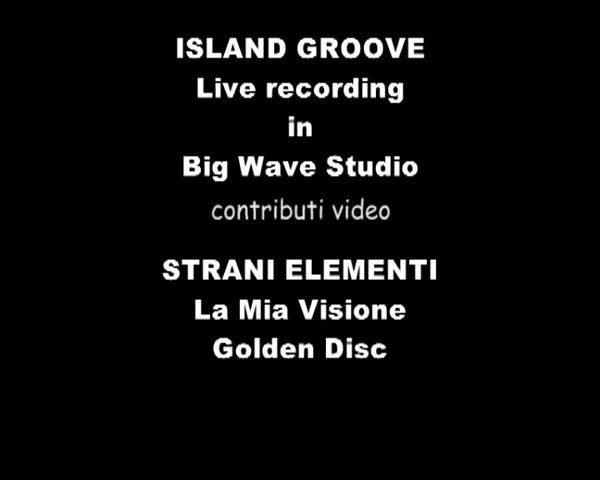 ISLAND GROOVE
Live recording
in
Big Wave Studio
contributi video
STRANI ELEMENTI
La Mia Visione
Golden Disc